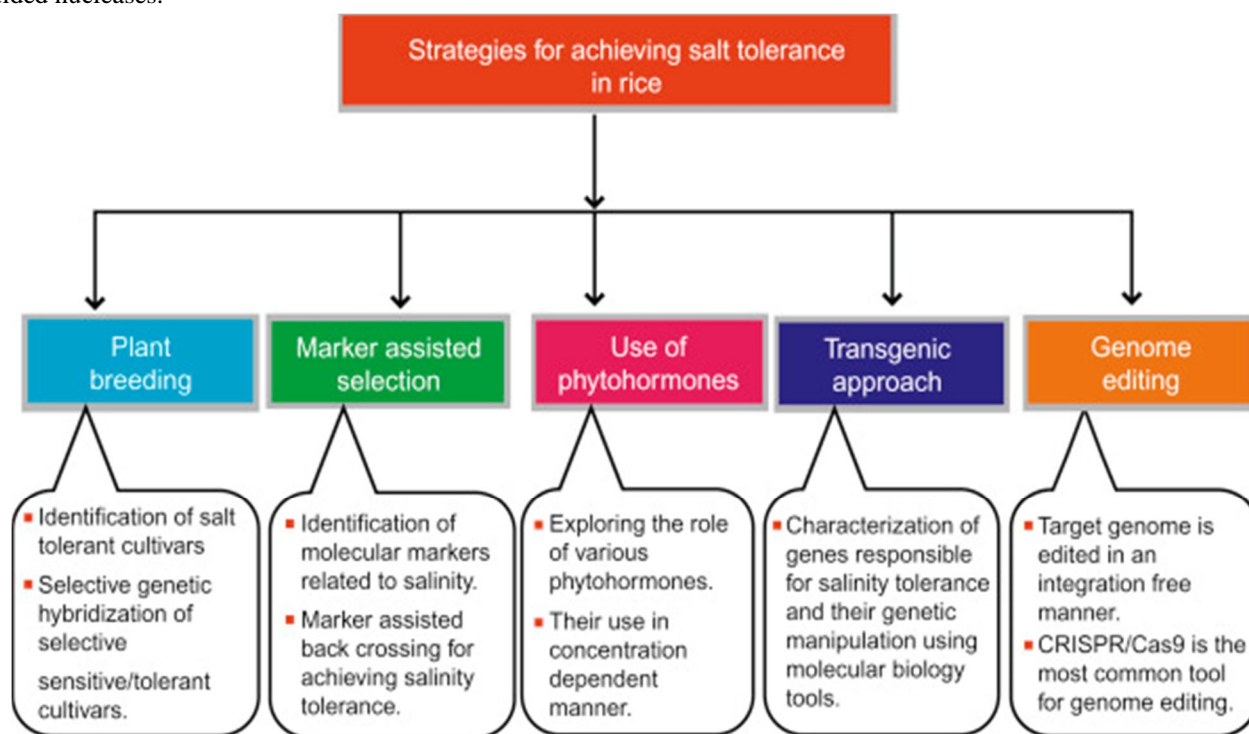 guided nucleases.
Strategies for achieving salt tolerance
in rice
Plant
breeding
Marker assisted
selection
Use of
phytohormones
Transgenic
approach
Genome
editing
▪ Identification of salt
tolerant cultivars
▪ Selective genetic
hybridization of
selective
sensitive/tolerant
cultivars.
▪ Identification of
molecular markers
related to salinity.
▪ Marker assisted
back crossing for
achieving salinity
tolerance.
▪ Exploring the role
of various
phytohormones.
▪ Their use in
concentration
dependent
manner.
▪ Characterization of
genes responsible
for salinity tolerance
and their genetic
manipulation using
molecular biology
tools.
▪ Target genome is
edited in an
integration free
manner.
▪ CRISPR/Cas9 is the
most common tool
for genome editing.